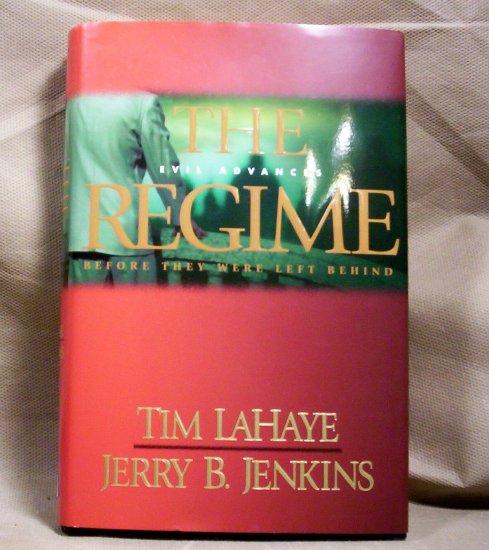 THE
EVIL ADVANCES
REGIME
BEFORE THEY WERE LEFT BEHIND
TIM LAHAYE
JERRY B. JENKINS